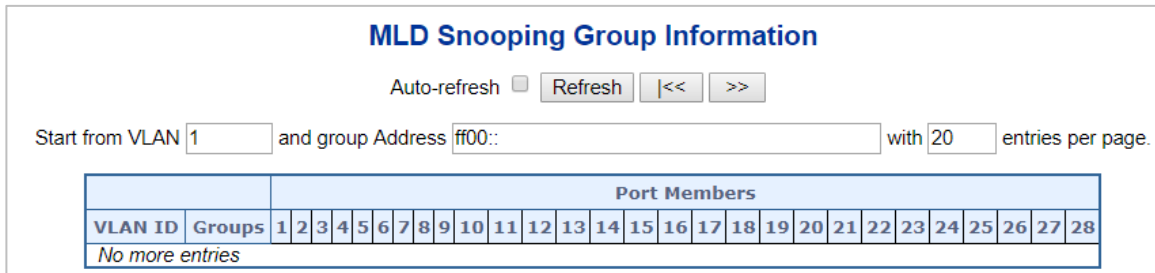 MLD Snooping Group Information
Auto-refresh Refresh |<< >>
Start from VLAN 1 and group Address ff00:: with 20 entries per page.
Port Members
VLAN ID Groups 1 2 3 4 5 6 7 8 9 10 11 12 13 14 15 16 17 18 19 20 21 22 23 24 25 26 27 28
No more entries